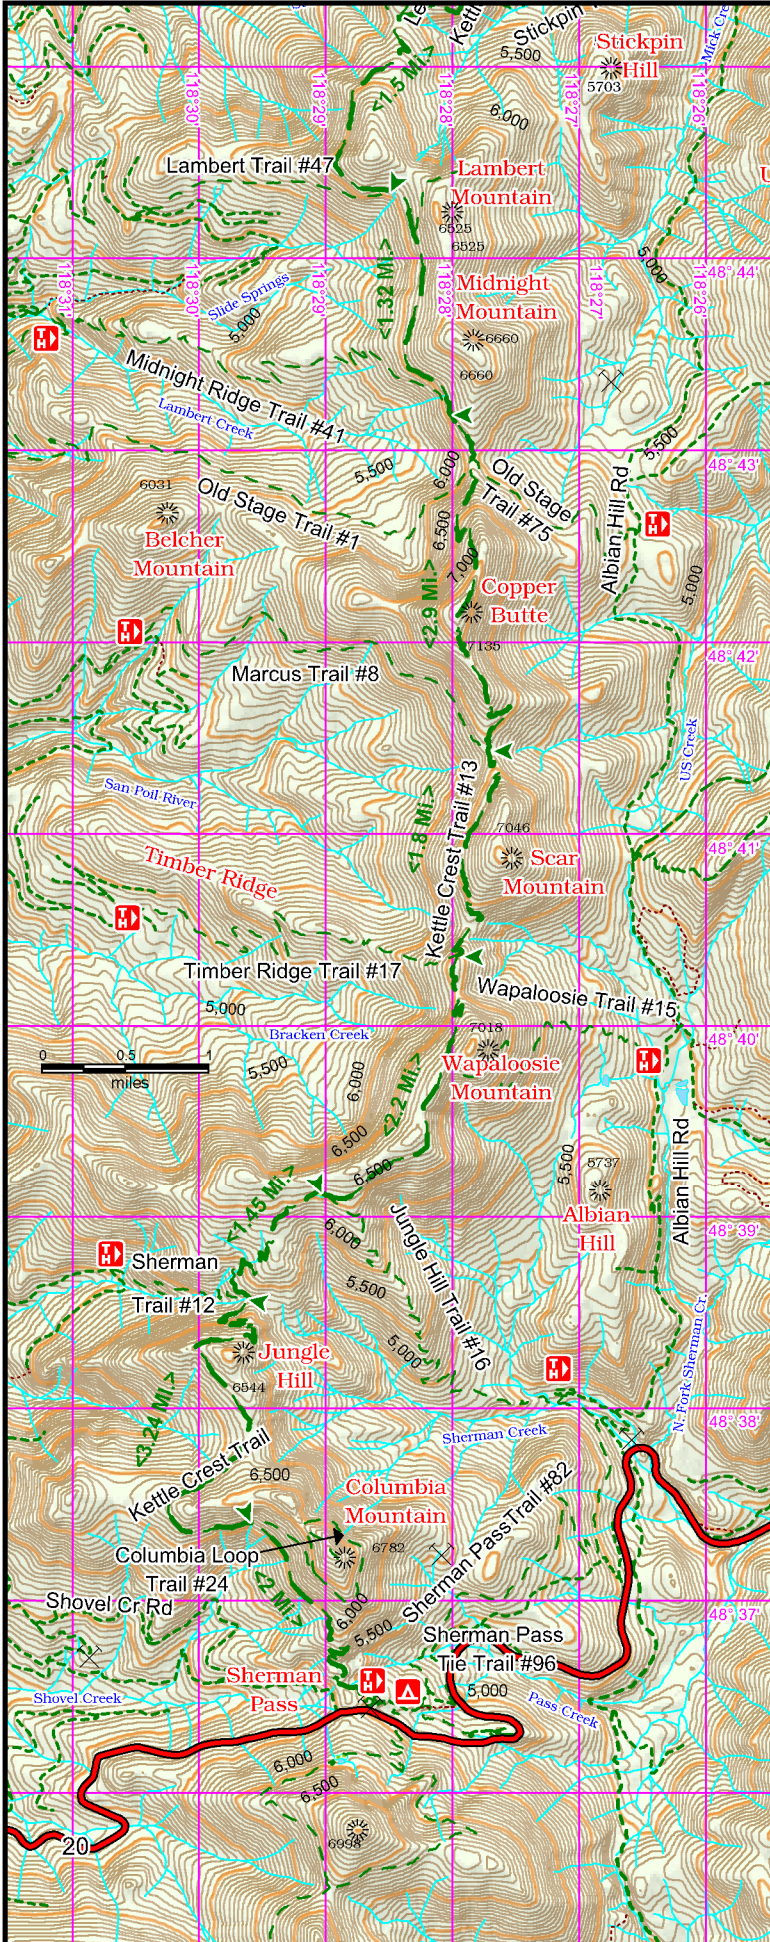 Stickpin
5,500
Stickpin
Hill
5703
Mick Cre
<1.5 Mi.>
118°30'
118°29'
118°28'
118°27'
118°26'
6,000
Lambert Trail #47
Lambert
Mountain
6525
6525
5,000
48° 44'
118°31'
118°30'
118°29'
118°28'
118°27'
118°26'
<1.32 Mi.>
Slide Springs
5,000
Midnight
Mountain
6660
6660
TH
Midnight Ridge Trail #41
Lambert Creek
5,500
48° 43'
6031
Belcher
Mountain
Old Stage Trail #1
5,500
6,000
6,500
Old Stage
Trail #75
Albian Hill Rd
TH
5,000
7,000
<2.9 Mi.>
Copper
Butte
7135
TH
48° 42'
Marcus Trail #8
US Creek
San Poil River
Kettle Crest Trail #13
<1.8 Mi.>
7046
Scar
Mountain
48° 41'
Timber Ridge
TH
Timber Ridge Trail #17
Wapaloosie Trail #15
5,000
Bracken Creek
7018
48° 40'
0 0.5 1
miles
5,500
6,000
Wapaloosie
Mountain
TH
<2.2 Mi.>
6,500
6,500
5,500
5737
Albian
Hill
Albian Hill Rd
48° 39'
<1.45 Mi.>
6,000
Jungle Hill Trail #16
TH
Sherman
Trail #12
5,500
5,000
Jungle
Hill
6544
TH
N. Fork Sherman Cr.
48° 38'
<3.24 Mi.>
Sherman Creek
Kettle Crest Trail
6,500
Columbia
Mountain
6782
Sherman PassTrail #82
Columbia Loop
Trail #24
<2 Mi.>
6,000
5,500
48° 37'
Shovel Cr Rd
Sherman Pass
Tie Trail #96
Sherman
Pass
TH
5,000
Shovel Creek
Pass Creek
6,000
6,500
6998
20